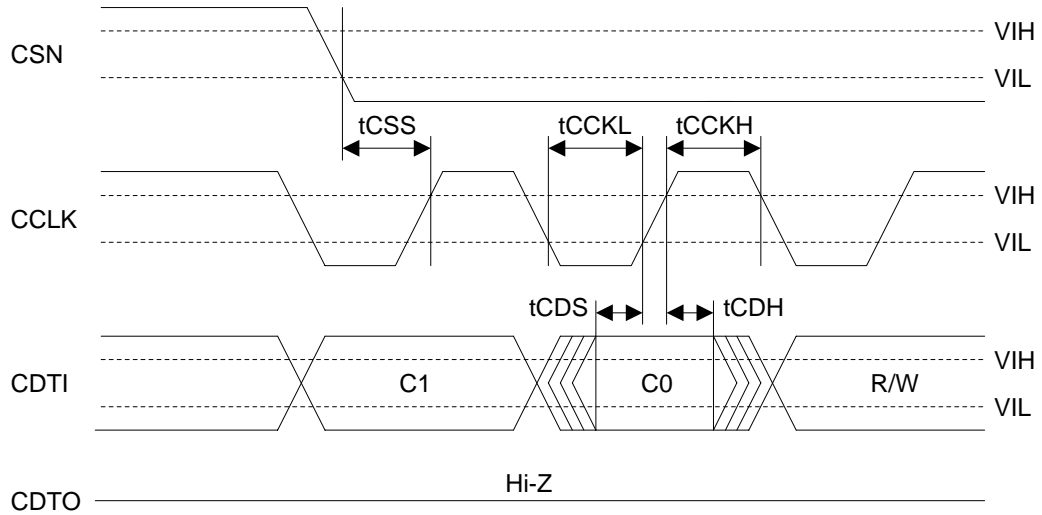 CSN
VIH
VIL
tCSS
tCCKL
tCCKH
CCLK
VIH
VIL
tCDS
tCDH
CDTI
C1
C0
R/W
VIH
VIL
CDTO
Hi-Z